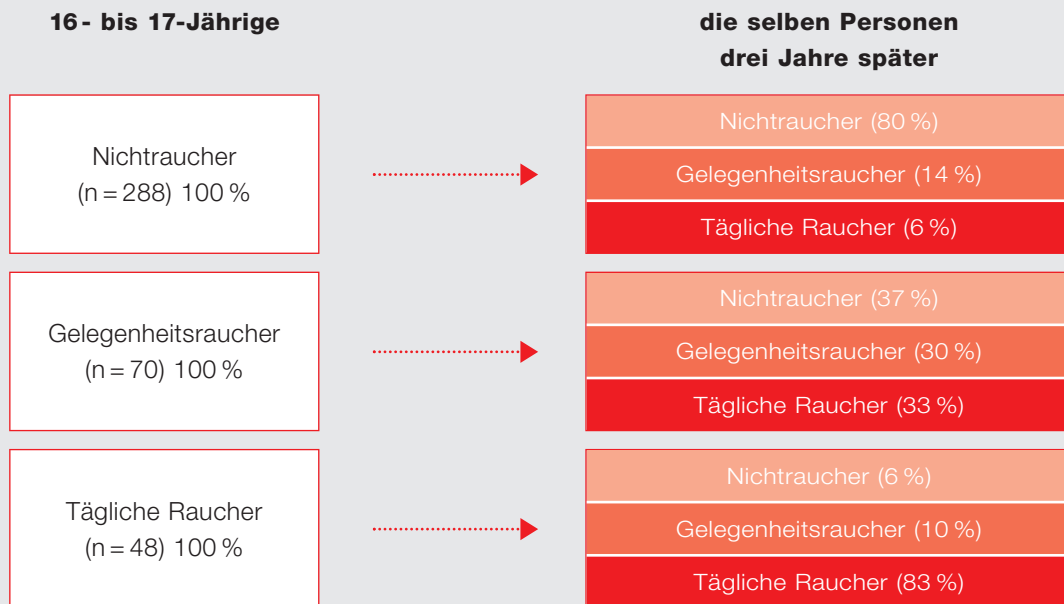 16 - bis 17-Jährige
die selben Personen
drei Jahre später
Nichtraucher
(n = 288) 100 %
Nichtraucher (80 %)
Gelegenheitsraucher (14 %)
Tägliche Raucher (6 %)
Gelegenheitsraucher
(n = 70) 100 %
Nichtraucher (37 %)
Gelegenheitsraucher (30 %)
Tägliche Raucher (33 %)
Tägliche Raucher
(n = 48) 100 %
Nichtraucher (6 %)
Gelegenheitsraucher (10 %)
Tägliche Raucher (83 %)